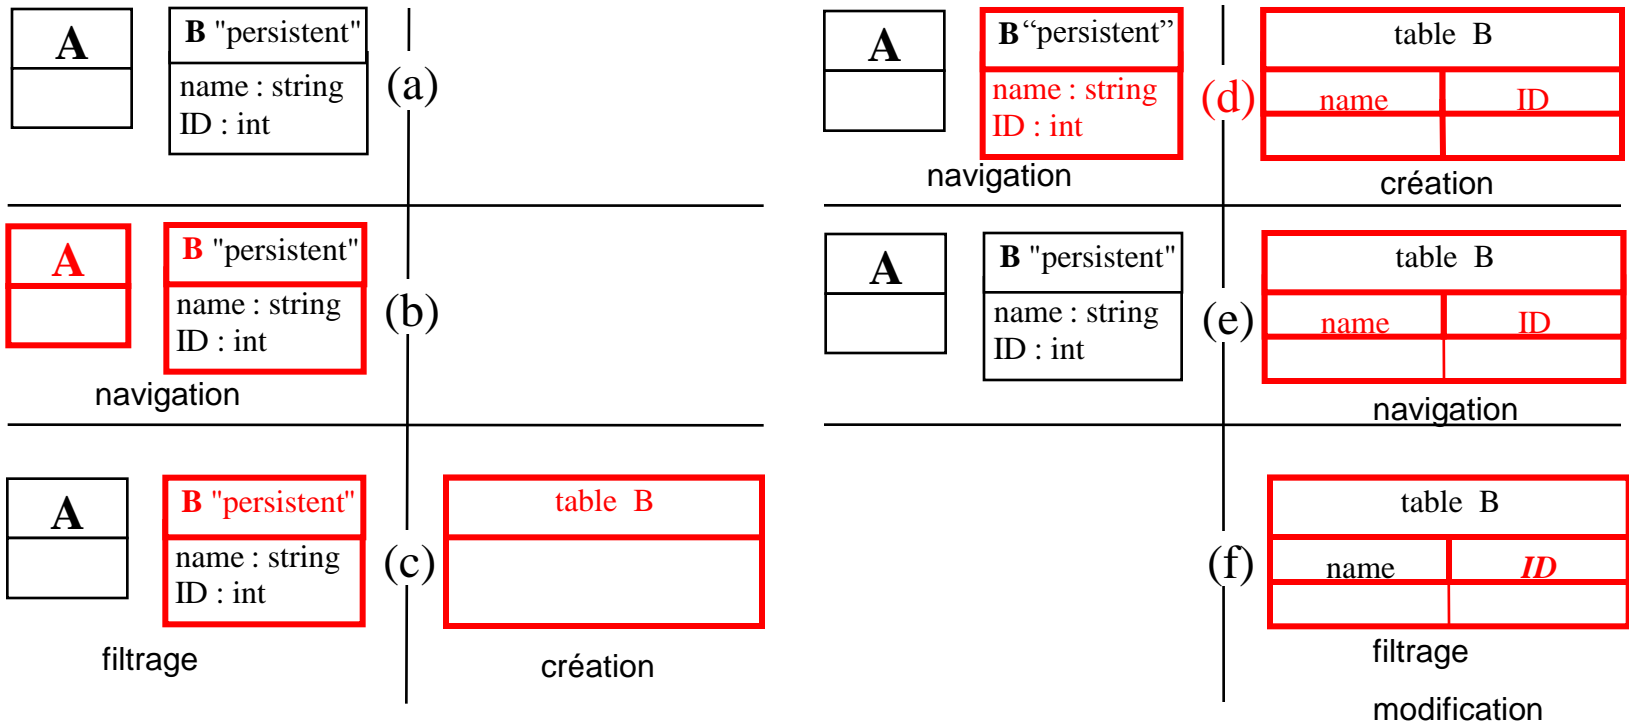 A
B "persistent"
name : string
ID : int
(a)
A
B "persistent"
name : string
ID : int
navigation
(b)
A
B "persistent"
name : string
ID : int
filtrage
(c)
table B
création
A
B“persistent”
name : string
ID : int
navigation
(d)
table B
name ID
création
A
B "persistent"
name : string
ID : int
(e)
table B
name ID
navigation
(f)
table B
name ID
filtrage
modification